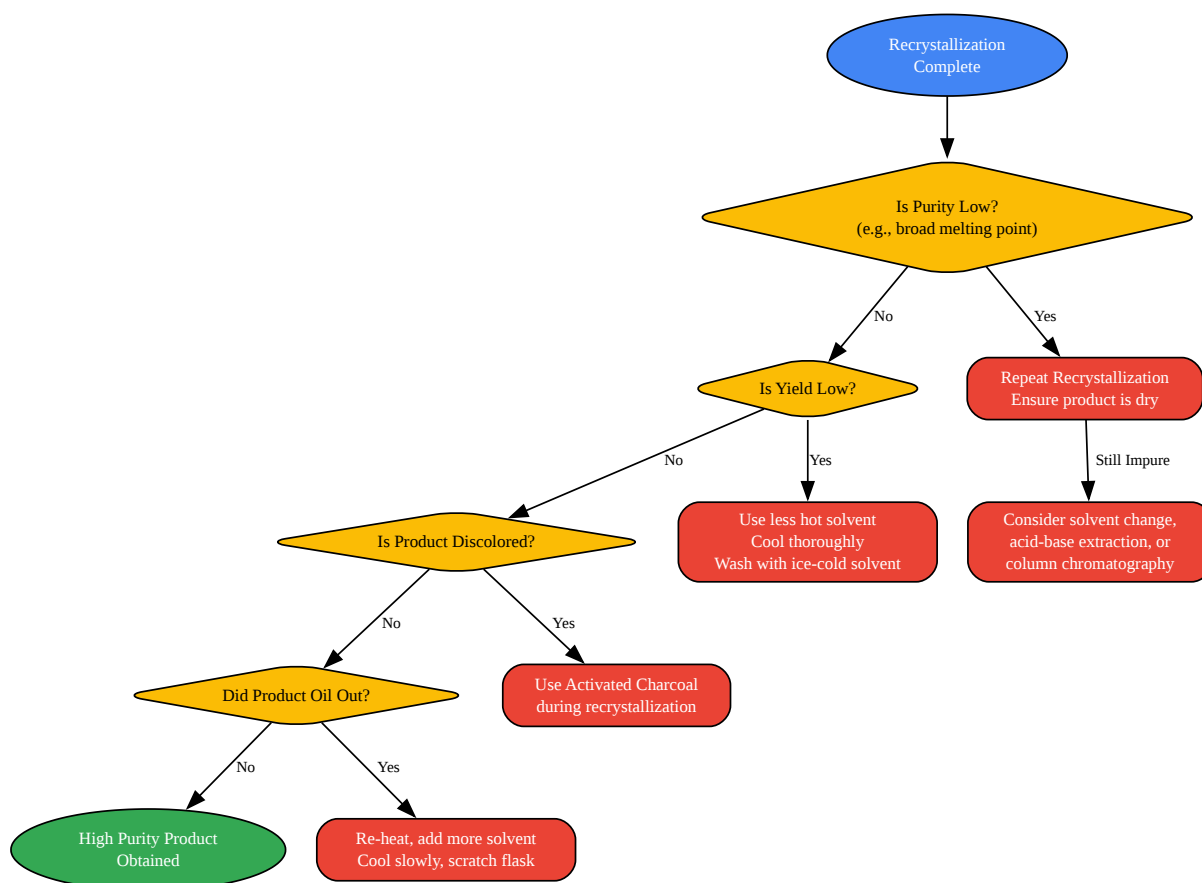 Recrystallization
Complete
Is Purity Low?
(e.g., broad melting point)
No
Yes
Is Yield Low?
Repeat Recrystallization
Ensure product is dry
No
Yes
Still Impure
Is Product Discolored?
Use less hot solvent
Cool thoroughly
Wash with ice-cold solvent
Consider solvent change,
acid-base extraction, or
column chromatography
No
Yes
Did Product Oil Out?
Use Activated Charcoal
during recrystallization
No
Yes
High Purity Product
Obtained
Re-heat, add more solvent
Cool slowly, scratch flask